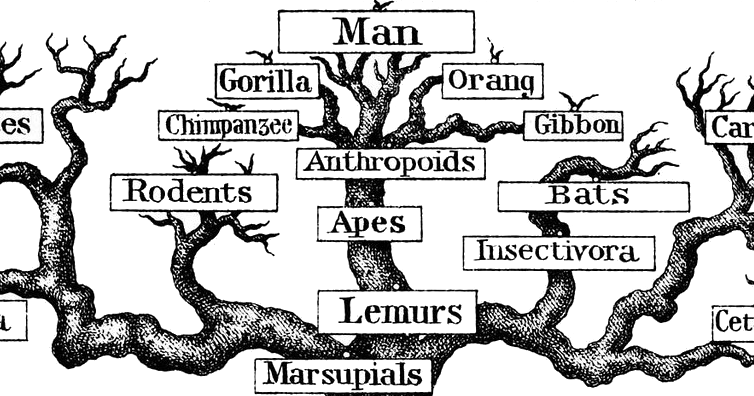 Man
Gorilla
Orang
Chimpanzee
Gibbon
Anthropoids
Rodents
Bats
Apes
Insectivora
Lemurs
Marsupials